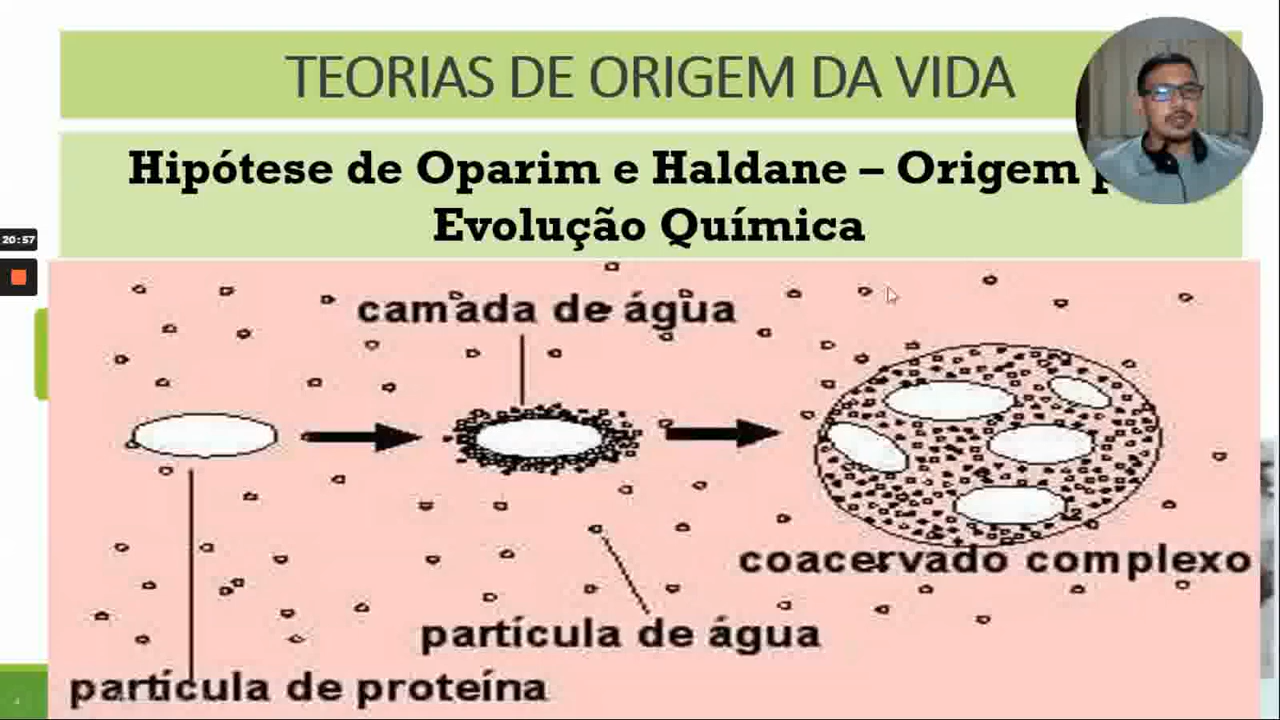 TEORIAS DE ORIGEM DA VIDA
Hipótese de Oparim e Haldane – Origem
Evolução Química
20:57
camada de água
coacervado complexo
partícula de água
partícula de proteína
4